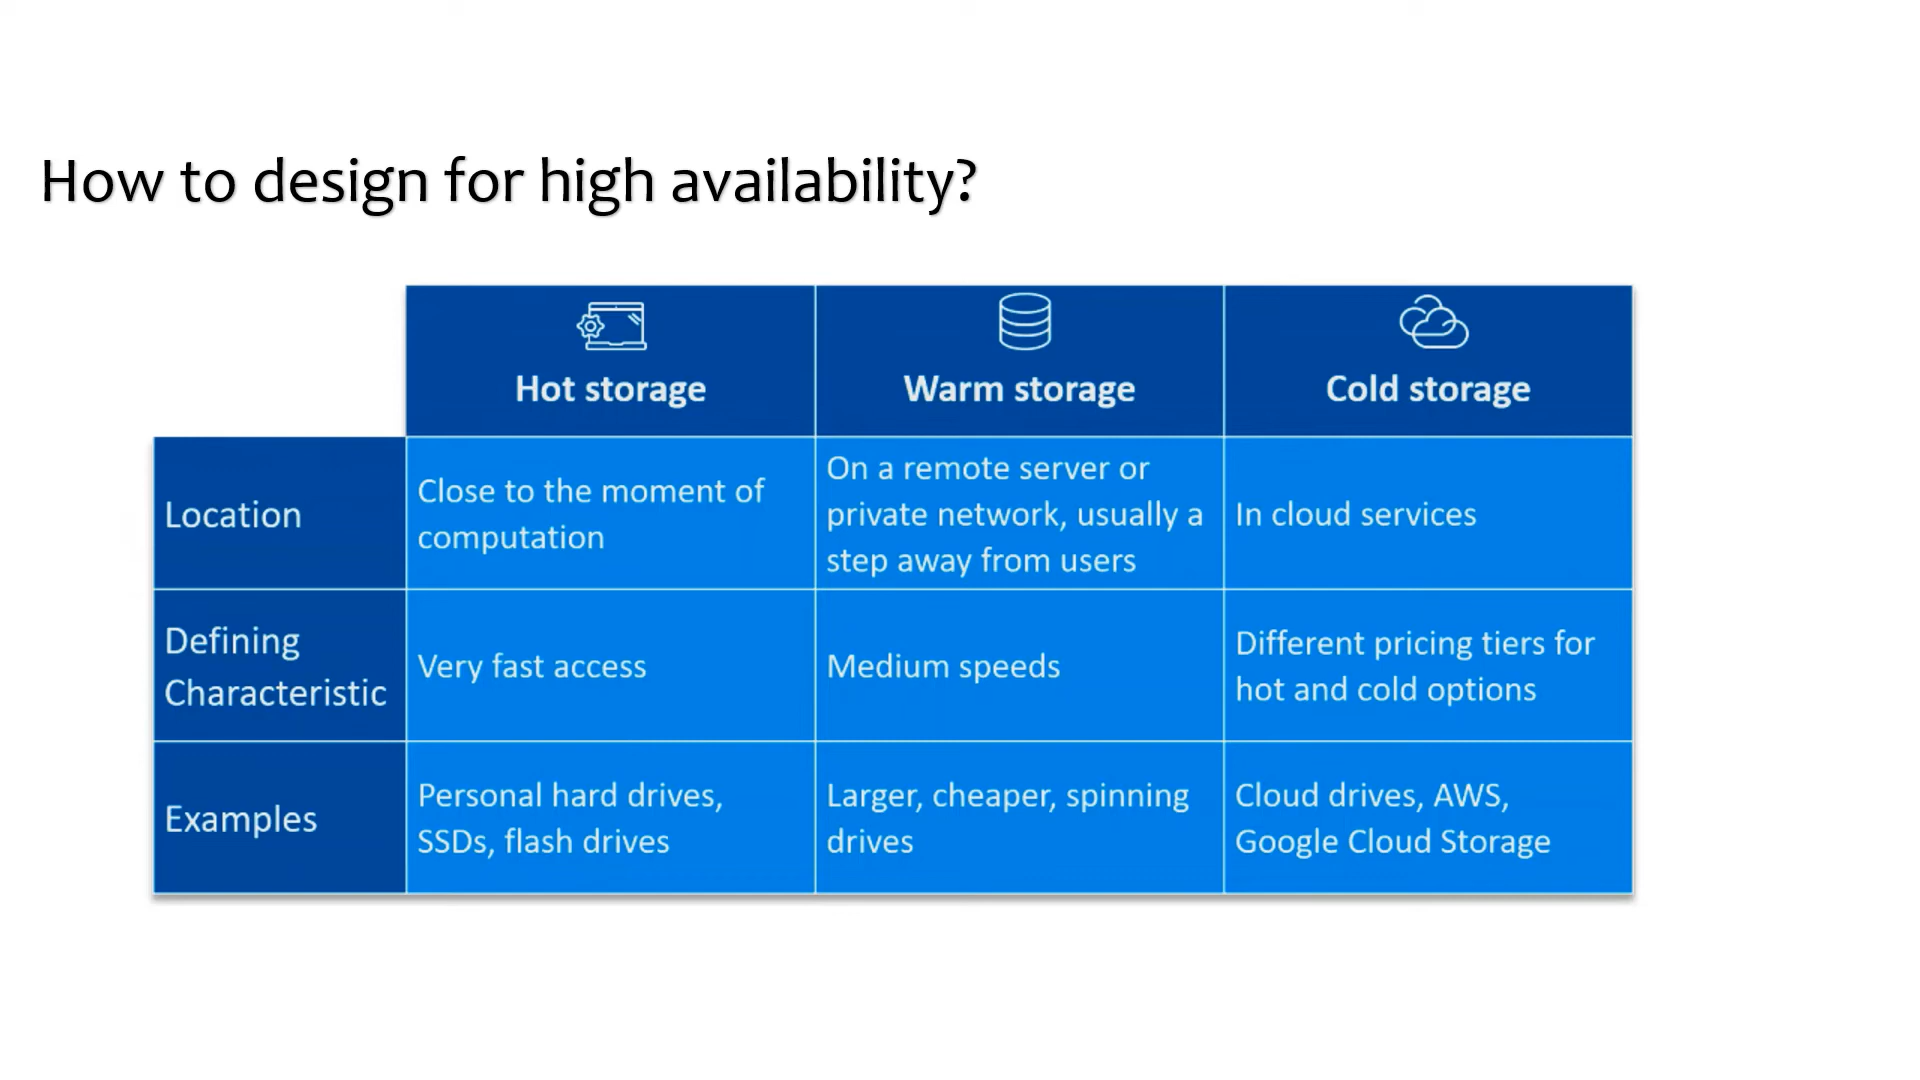 How to design for high availability?
Hot storage
Warm storage
Cold storage
Location
Close to the moment of
computation
On a remote server or
private network, usually a
step away from users
In cloud services
Defining
Characteristic
Very fast access
Medium speeds
Different pricing tiers for
hot and cold options
Examples
Personal hard drives,
SSDs, flash drives
Larger, cheaper, spinning
drives
Cloud drives, AWS,
Google Cloud Storage